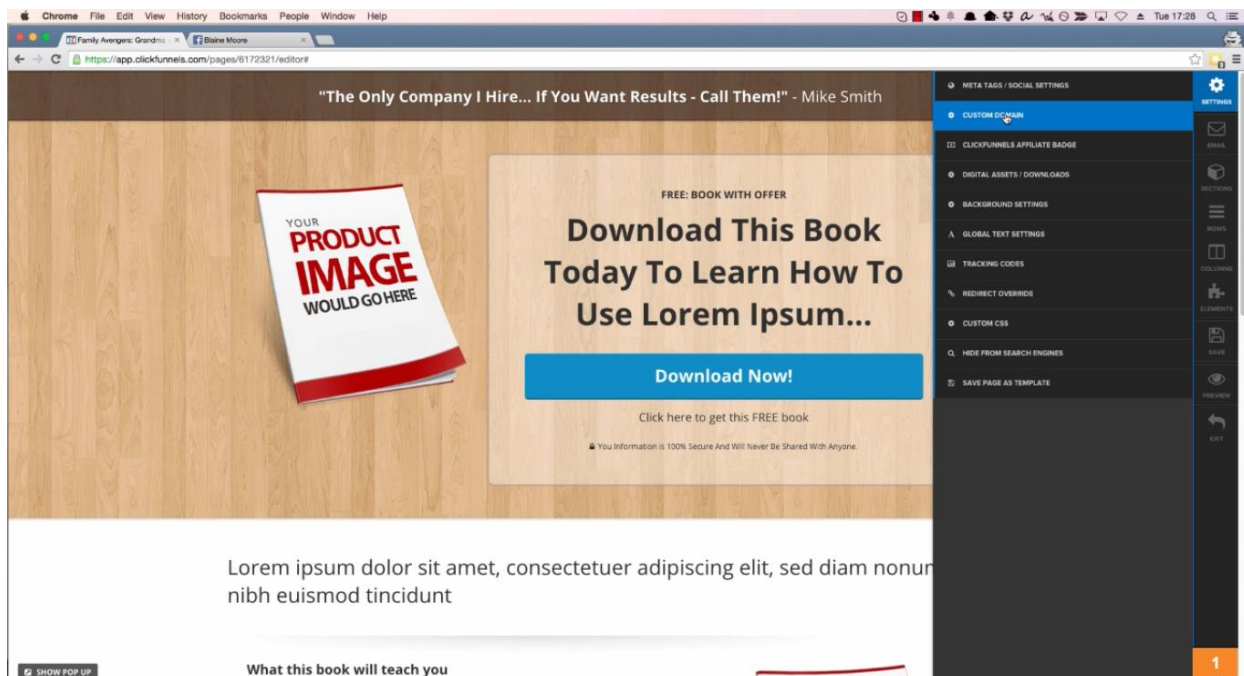 Chrome File Edit View History Bookmarks People Window Help
Tue 17:28
Family Avengers: Grandma
Blaine Moore
https://app.clickfunnels.com/pages/6172321/editor#
"The Only Company I Hire... If You Want Results - Call Them!" - Mike Smith
YOUR
PRODUCT
IMAGE
WOULD GO HERE
FREE: BOOK WITH OFFER
Download This Book
Today To Learn How To
Use Lorem Ipsum...
Download Now!
Click here to get this FREE book
You Information is 100% Secure And Will Never Be Shared With Anyone.
Lorem ipsum dolor sit amet, consectetuer adipiscing elit, sed diam nonum
nibh euismod tincidunt
What this book will teach you
SHOW POP UP
META TAGS / SOCIAL SETTINGS
CUSTOM DOMAIN
CLICKFUNNELS AFFILIATE BADGE
DIGITAL ASSETS / DOWNLOADS
BACKGROUND SETTINGS
GLOBAL TEXT SETTINGS
TRACKING CODES
REDIRECT OVERRIDE
CUSTOM CSS
HIDE FROM SEARCH ENGINES
SAVE PAGE AS TEMPLATE
SETTINGS
EMAIL
SECTIONS
ROWS
COLUMNS
ELEMENTS
SAVE
PREVIEW
EXIT
1